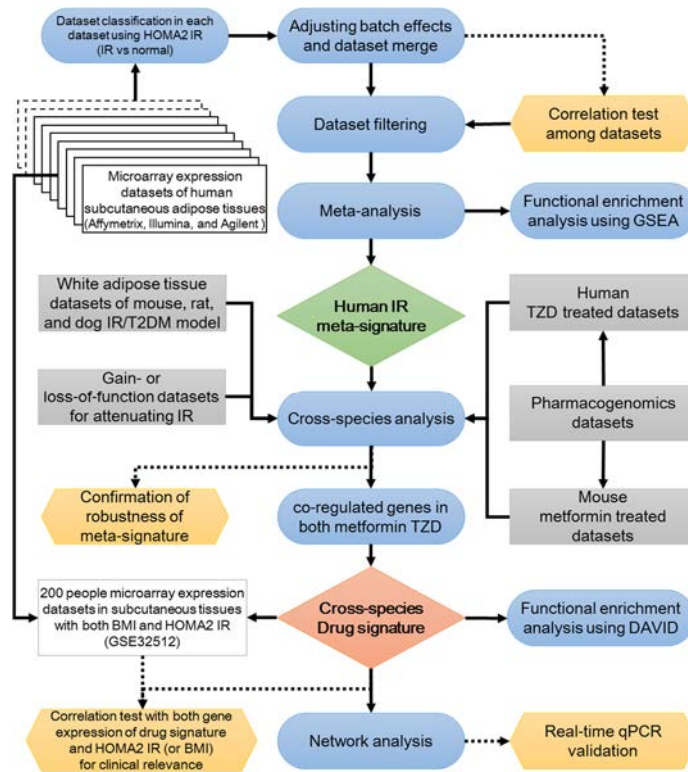 Dataset classification in each
dataset using HOMA2 IR
(IR vs normal)
Adjusting batch effects
and dataset merge
Dataset filtering
Correlation test
among datasets
Microarray expression
datasets of human
subcutaneous adipose tissues
(Affymetrix, Illumina, and Agilent )
Meta-analysis
Functional enrichment
analysis using GSEA
White adipose tissue
datasets of mouse, rat,
and dog IR/T2DM model
Human IR
meta-signature
Human
TZD treated datasets
Gain- or
loss-of-function datasets
for attenuating IR
Cross-species analysis
Pharmacogenomics
datasets
Confirmation of
robustness of
meta-signature
co-regulated genes in
both metformin TZD
Mouse
metformin treated
datasets
200 people microarray expression
datasets in subcutaneous tissues
with both BMI and HOMA2 IR
(GSE32512)
Cross-species
Drug signature
Functional enrichment
analysis using DAVID
Correlation test with both gene
expression of drug signature
and HOMA2 IR (or BMI)
for clinical relevance
Network analysis
Real-time qPCR
validation